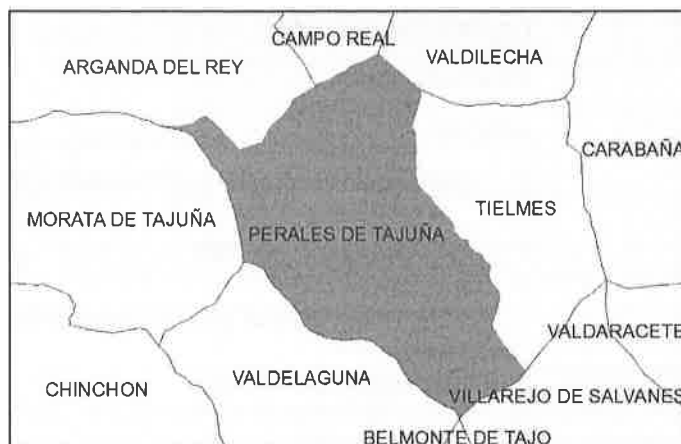 CAMPO REAL
VALDILECHA
ARGANDA DEL REY
CARABAÑA
MORATA DE TAJUÑA
TIELMES
PERALES DE TAJUÑA
VALDARACETE
CHINCHON
VALDELAGUNA
VILLAREJO DE SALVANES
BELMONTE DE TAJO